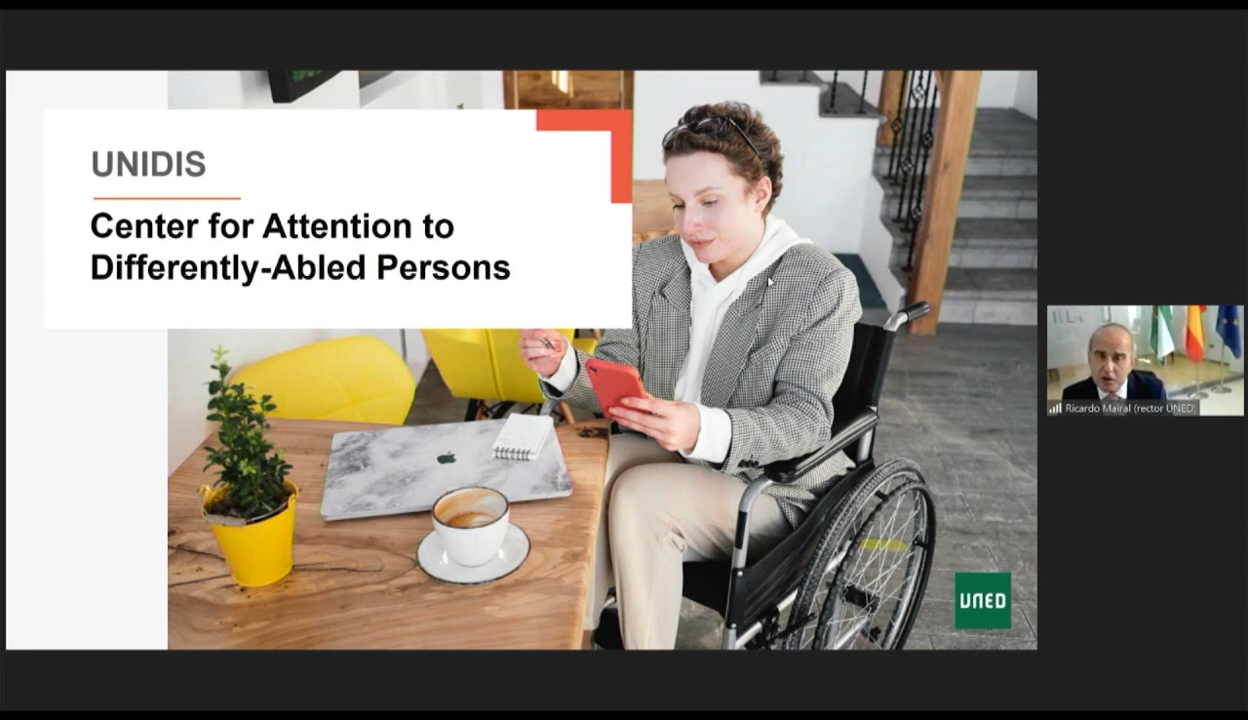 UNIDIS
Center for Attention to
Differently-Abled Persons
UNED
Ricardo Mairal (rector UNED)